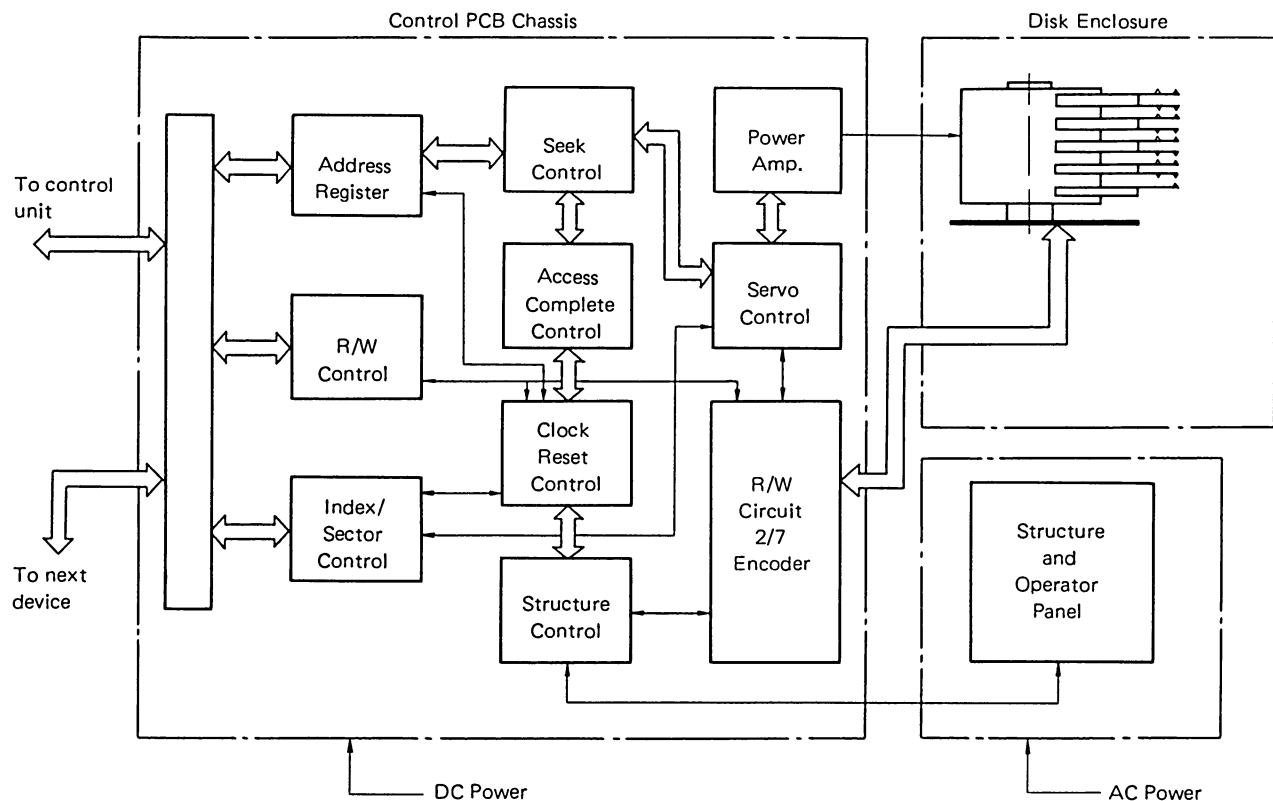 Control PCB Chassis
Disk Enclosure
To control
unit
Address
Register
Seek
Control
Power
Amp.
Access
Complete
Control
Servo
Control
R/W
Control
Clock
Reset
Control
R/W
Circuit
2/7
Encoder
Index/
Sector
Control
To next
device
Structure
Control
Structure
and
Operator
Panel
DC Power
AC Power